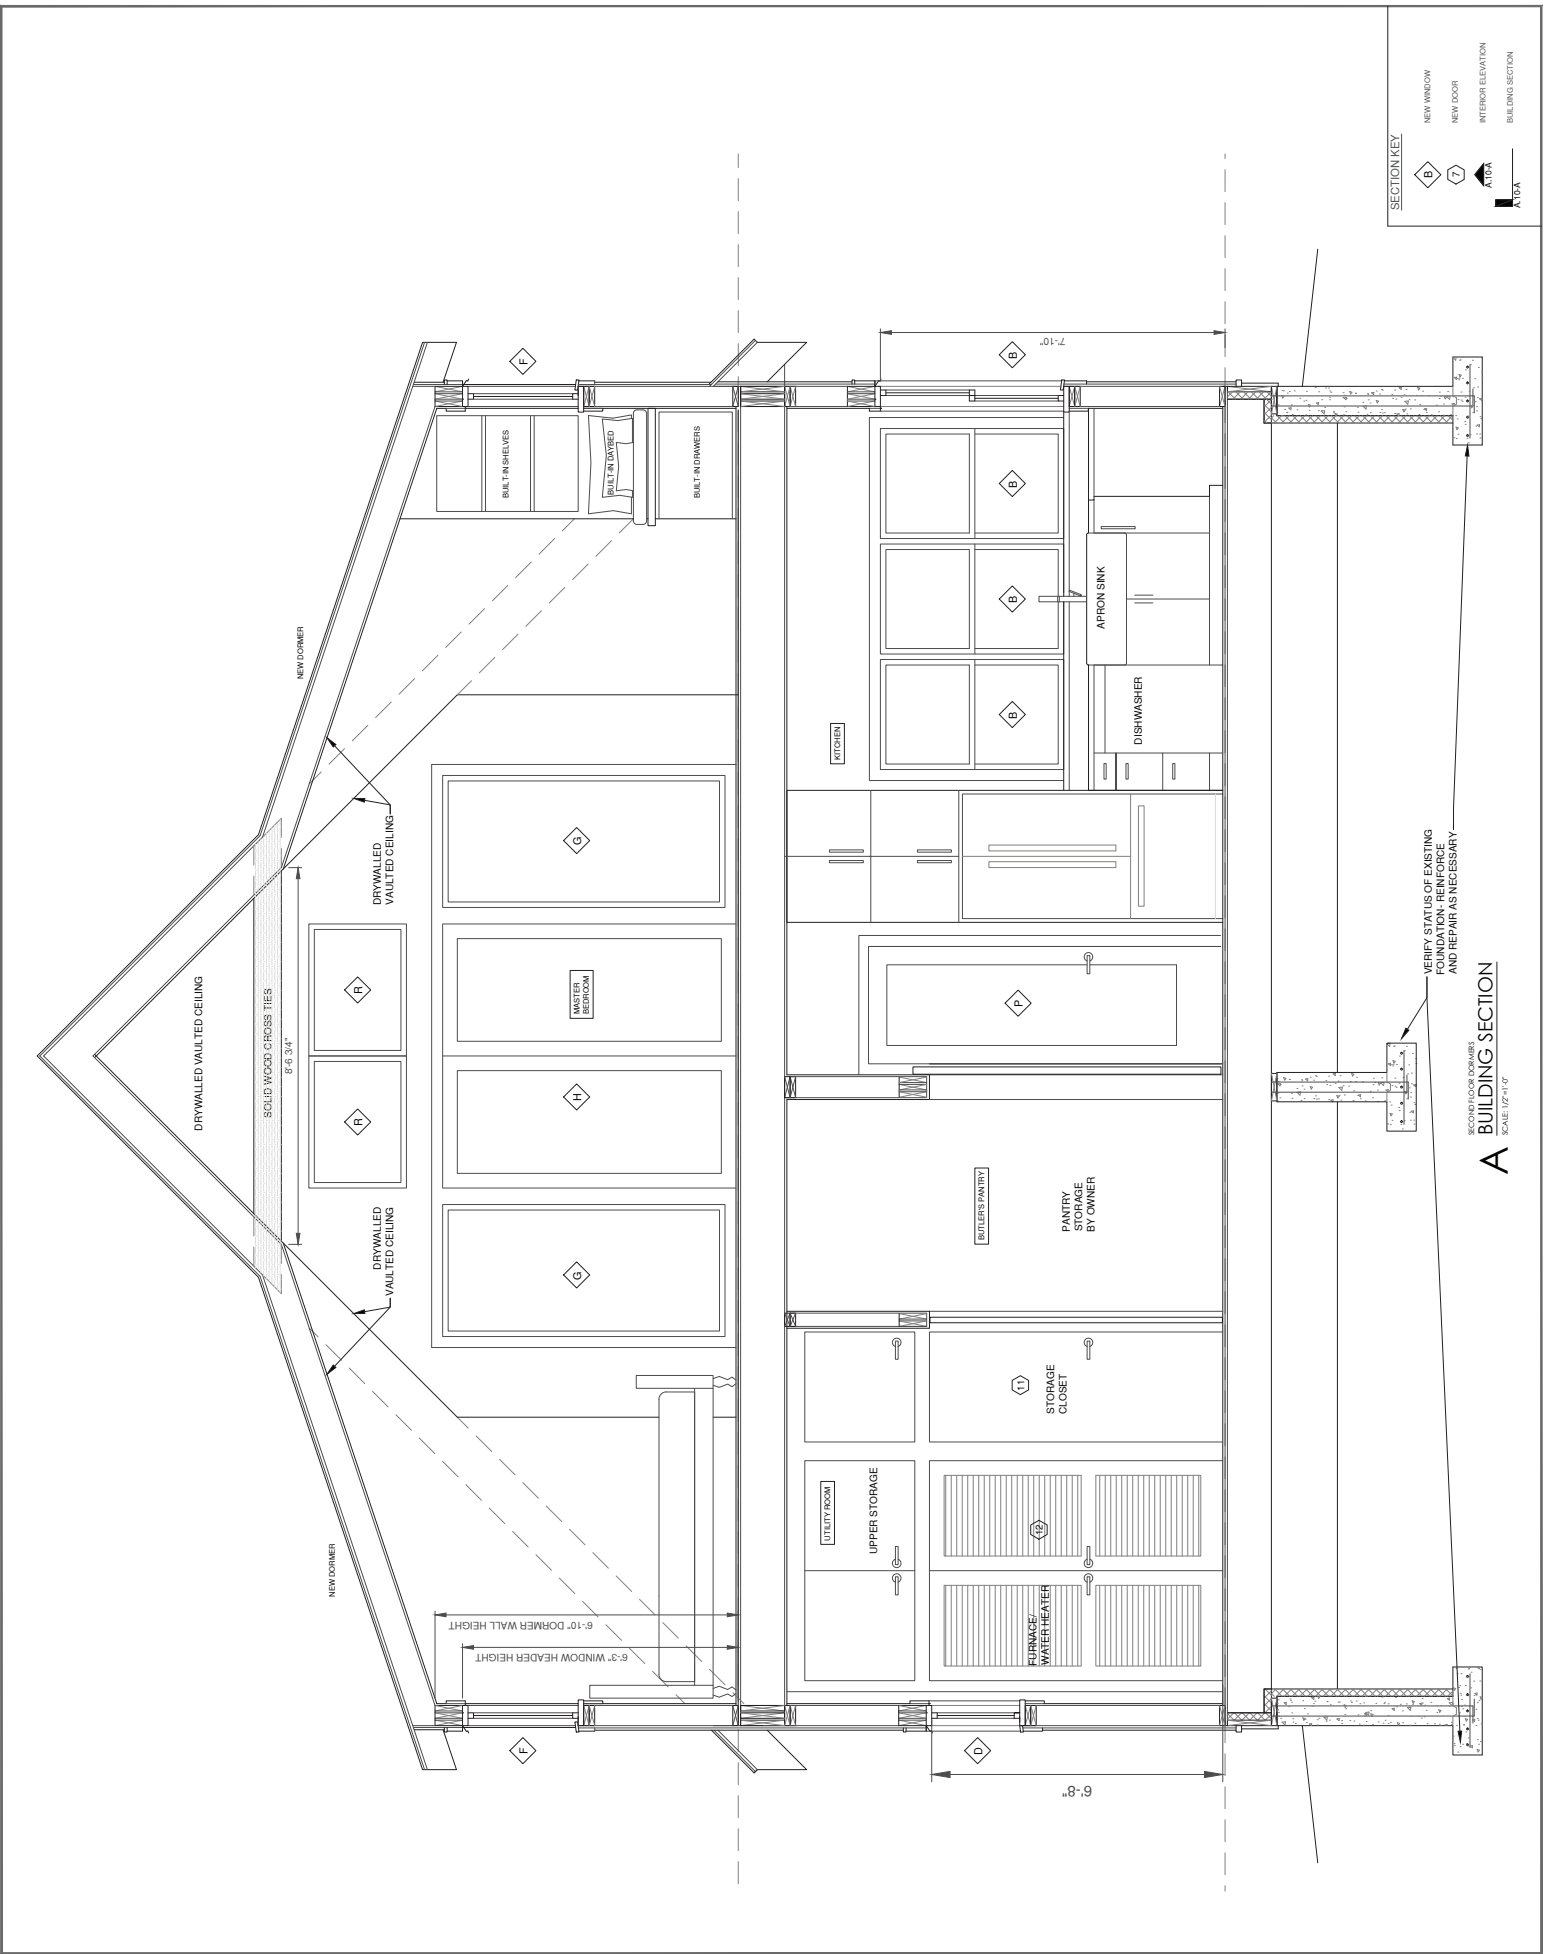 DRYWALLED VAULTED CEILING
SOLID WOOD CROSS TIES
8'-6 3/4"
NEW DORMER
NEW DORMER
DRYWALLED
VAULTED CEILING
DRYWALLED
VAULTED CEILING
R
R
F
F
BUILT-IN SHELVES
BUILT-IN DAYBED
BUILT-IN DRAWERS
G
H
G
MASTER
BEDROOM
6'-10" DORMER WALL HEIGHT
6'-3" WINDOW HEADER HEIGHT
UTILITY ROOM
UPPER STORAGE
D
6'-8"
12
FURNACE/
WATER HEATER
11
STORAGE
CLOSET
BUTLER'S PANTRY
PANTRY
STORAGE
BY OWNER
P
KITCHEN
B
B
B
B
7'-10"
APRON SINK
DISHWASHER
VERIFY STATUS OF EXISTING
FOUNDATION- REINFORCE
AND REPAIR AS NECESSARY
A
SECOND FLOOR DORMERS
BUILDING SECTION
SCALE: 1/2"=1'-0"
SECTION KEY
B NEW WINDOW
7 NEW DOOR
A.10-A INTERIOR ELEVATION
A.10-A BUILDING SECTION